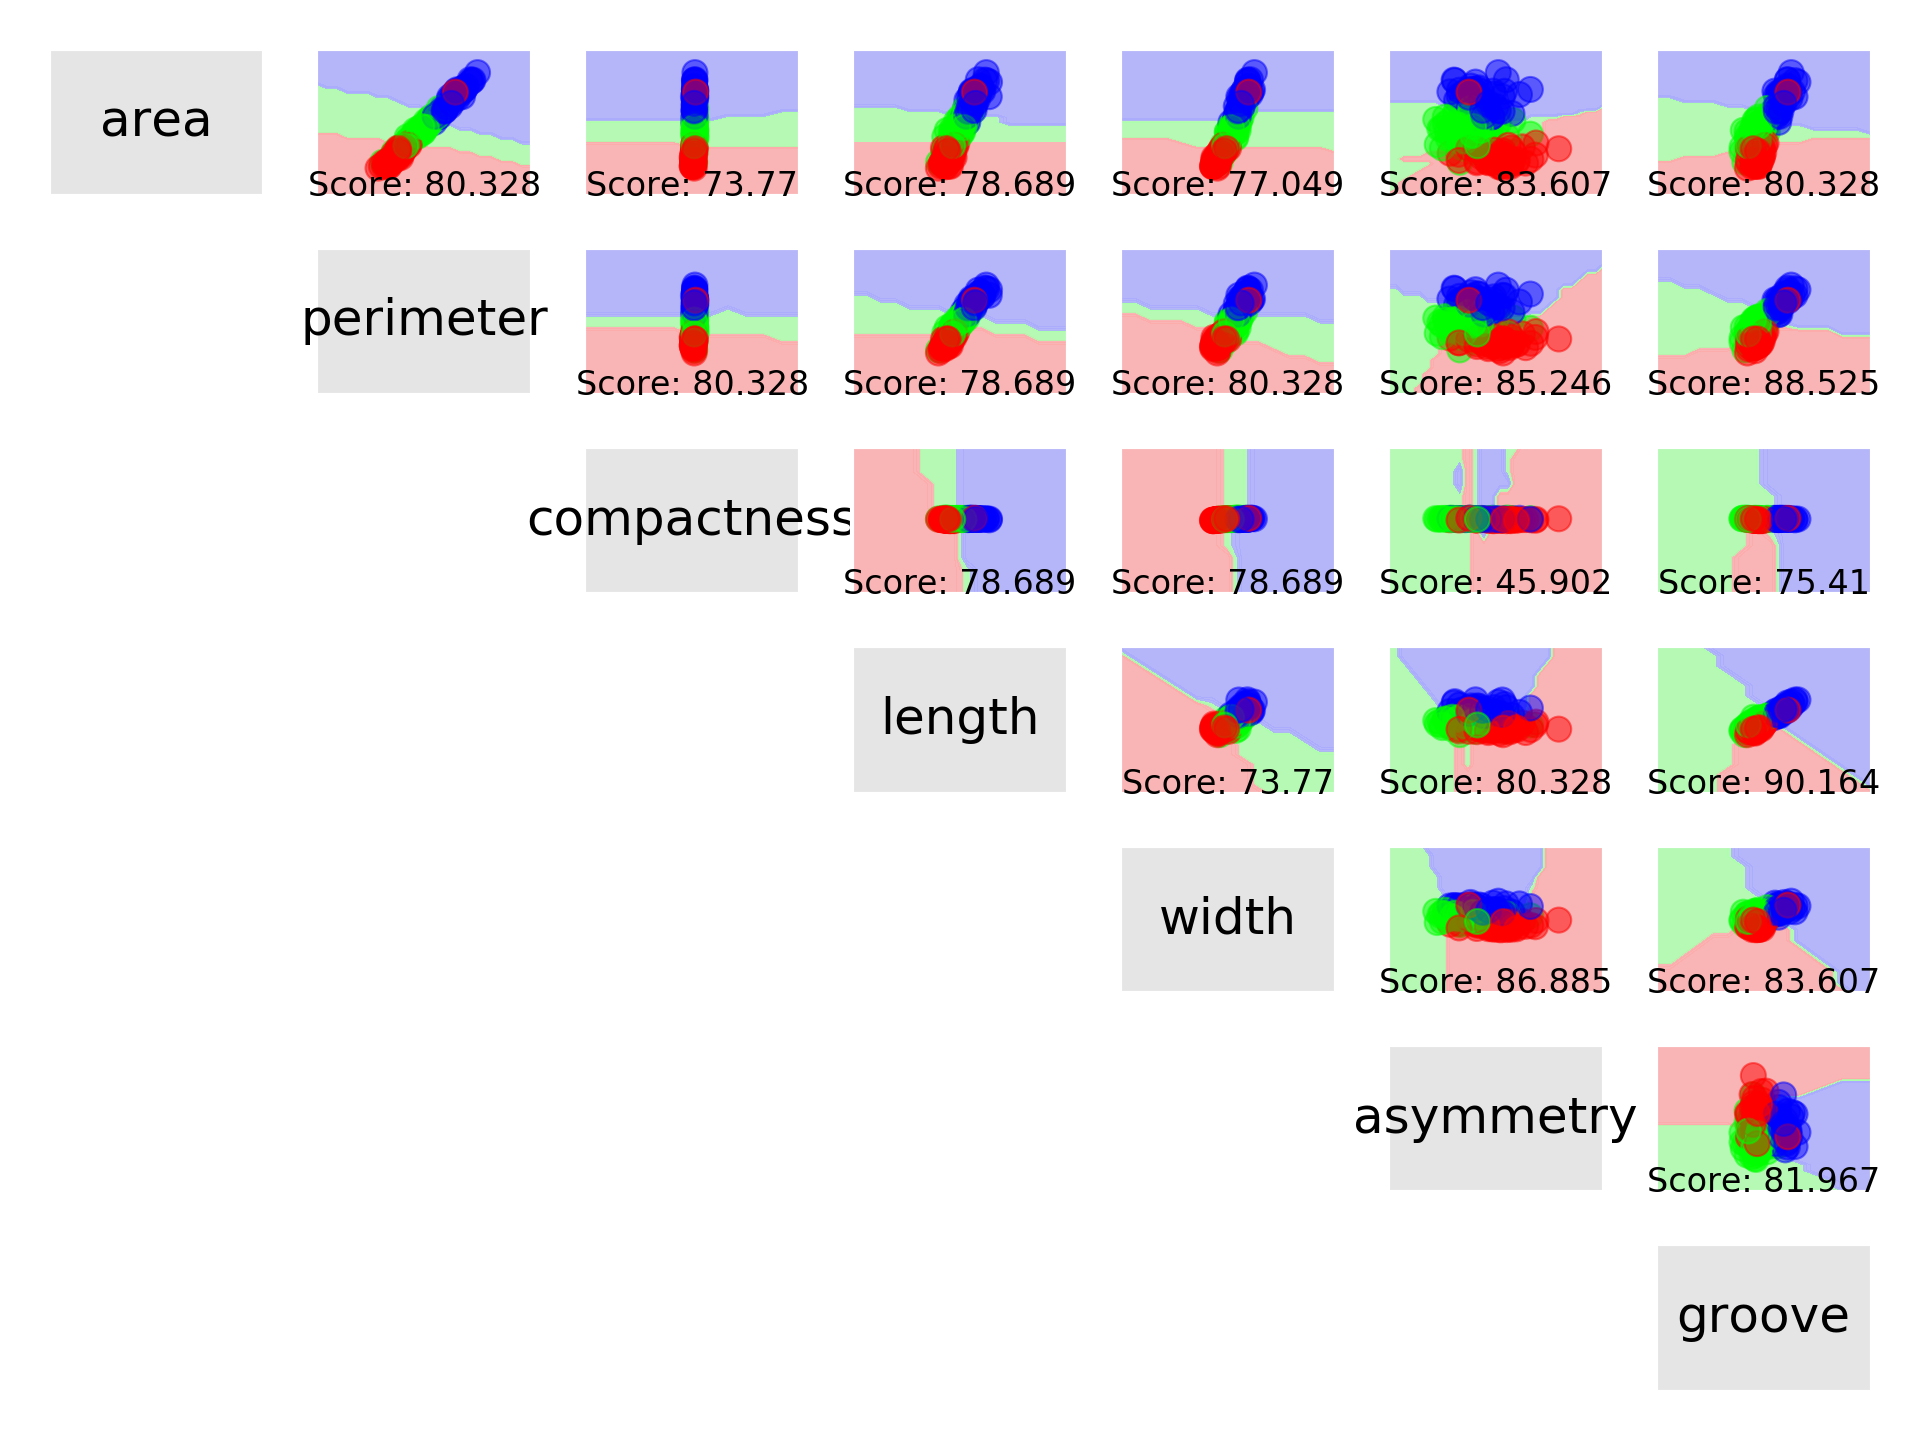 area
Score: 80.328
Score: 73.77
Score: 78.689
Score: 77.049
Score: 83.607
Score: 80.328
perimeter
Score: 80.328
Score: 78.689
Score: 80.328
Score: 85.246
Score: 88.525
compactness
Score: 78.689
Score: 78.689
Score: 45.902
Score: 75.41
length
Score: 73.77
Score: 80.328
Score: 90.164
width
Score: 86.885
Score: 83.607
asymmetry
Score: 81.967
groove